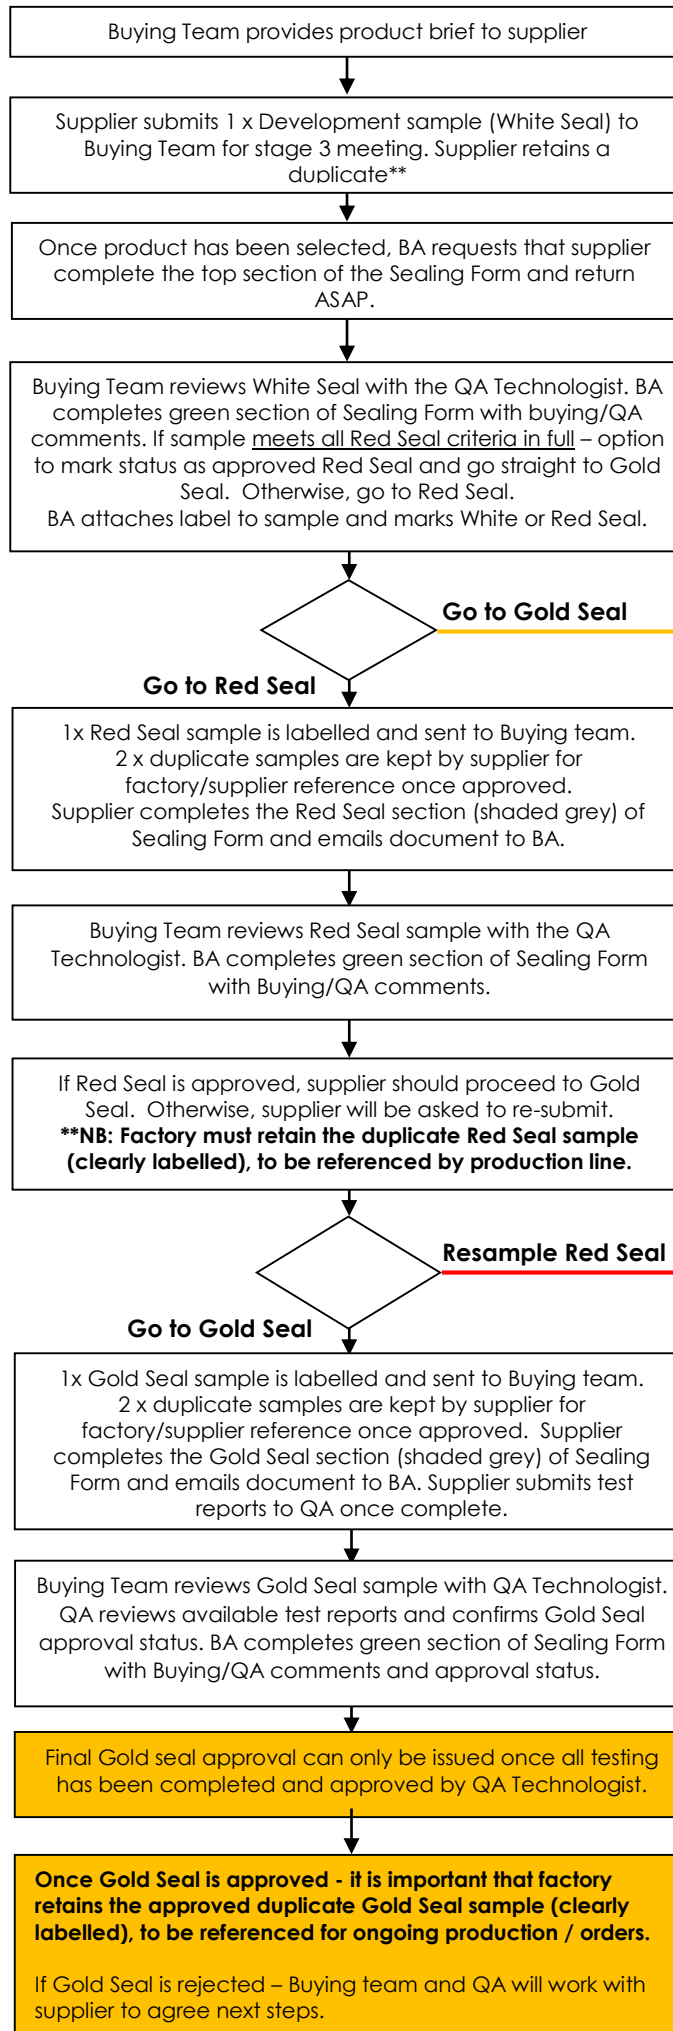 Buying Team provides product brief to supplier
Supplier submits 1 x Development sample (White Seal) to
Buying Team for stage 3 meeting. Supplier retains a
duplicate**
Once product has been selected, BA requests that supplier
complete the top section of the Sealing Form and return
ASAP.
Buying Team reviews White Seal with the QA Technologist. BA
completes green section of Sealing Form with buying/QA
comments. If sample meets all Red Seal criteria in full – option
to mark status as approved Red Seal and go straight to Gold
Seal.  Otherwise, go to Red Seal.
BA attaches label to sample and marks White or Red Seal.
Go to Gold Seal
Go to Red Seal
1x Red Seal sample is labelled and sent to Buying team.
2 x duplicate samples are kept by supplier for
factory/supplier reference once approved.
Supplier completes the Red Seal section (shaded grey) of
Sealing Form and emails document to BA.
Buying Team reviews Red Seal sample with the QA
Technologist. BA completes green section of Sealing Form
with Buying/QA comments.
If Red Seal is approved, supplier should proceed to Gold
Seal.  Otherwise, supplier will be asked to re-submit.
**NB: Factory must retain the duplicate Red Seal sample
(clearly labelled), to be referenced by production line.
Resample Red Seal
Go to Gold Seal
1x Gold Seal sample is labelled and sent to Buying team.
2 x duplicate samples are kept by supplier for
factory/supplier reference once approved.  Supplier
completes the Gold Seal section (shaded grey) of Sealing
Form and emails document to BA. Supplier submits test
reports to QA once complete.
Buying Team reviews Gold Seal sample with QA Technologist.
QA reviews available test reports and confirms Gold Seal
approval status. BA completes green section of Sealing Form
with Buying/QA comments and approval status.
Final Gold seal approval can only be issued once all testing
has been completed and approved by QA Technologist.
Once Gold Seal is approved - it is important that factory
retains the approved duplicate Gold Seal sample (clearly
labelled), to be referenced for ongoing production / orders.
If Gold Seal is rejected – Buying team and QA will work with
supplier to agree next steps.